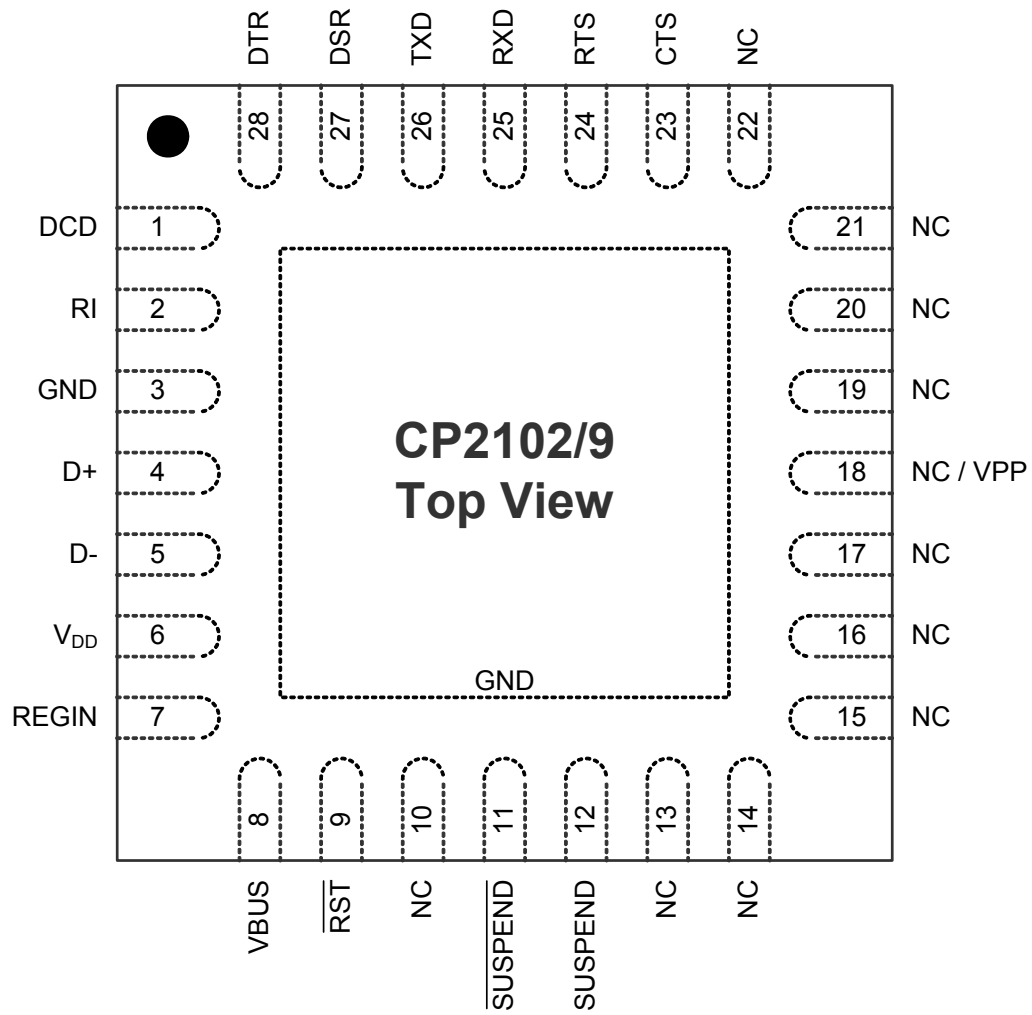 DTR
DSR
TXD
RXD
RTS
CTS
NC
28
27
26
25
24
23
22
DCD 1
RI 2
GND 3
D+ 4
D- 5
VDD 6
REGIN 7
21 NC
20 NC
19 NC
18 NC / VPP
17 NC
16 NC
15 NC
CP2102/9
Top View
GND
8
9
10
11
12
13
14
VBUS
RST
NC
SUSPEND
SUSPEND
NC
NC